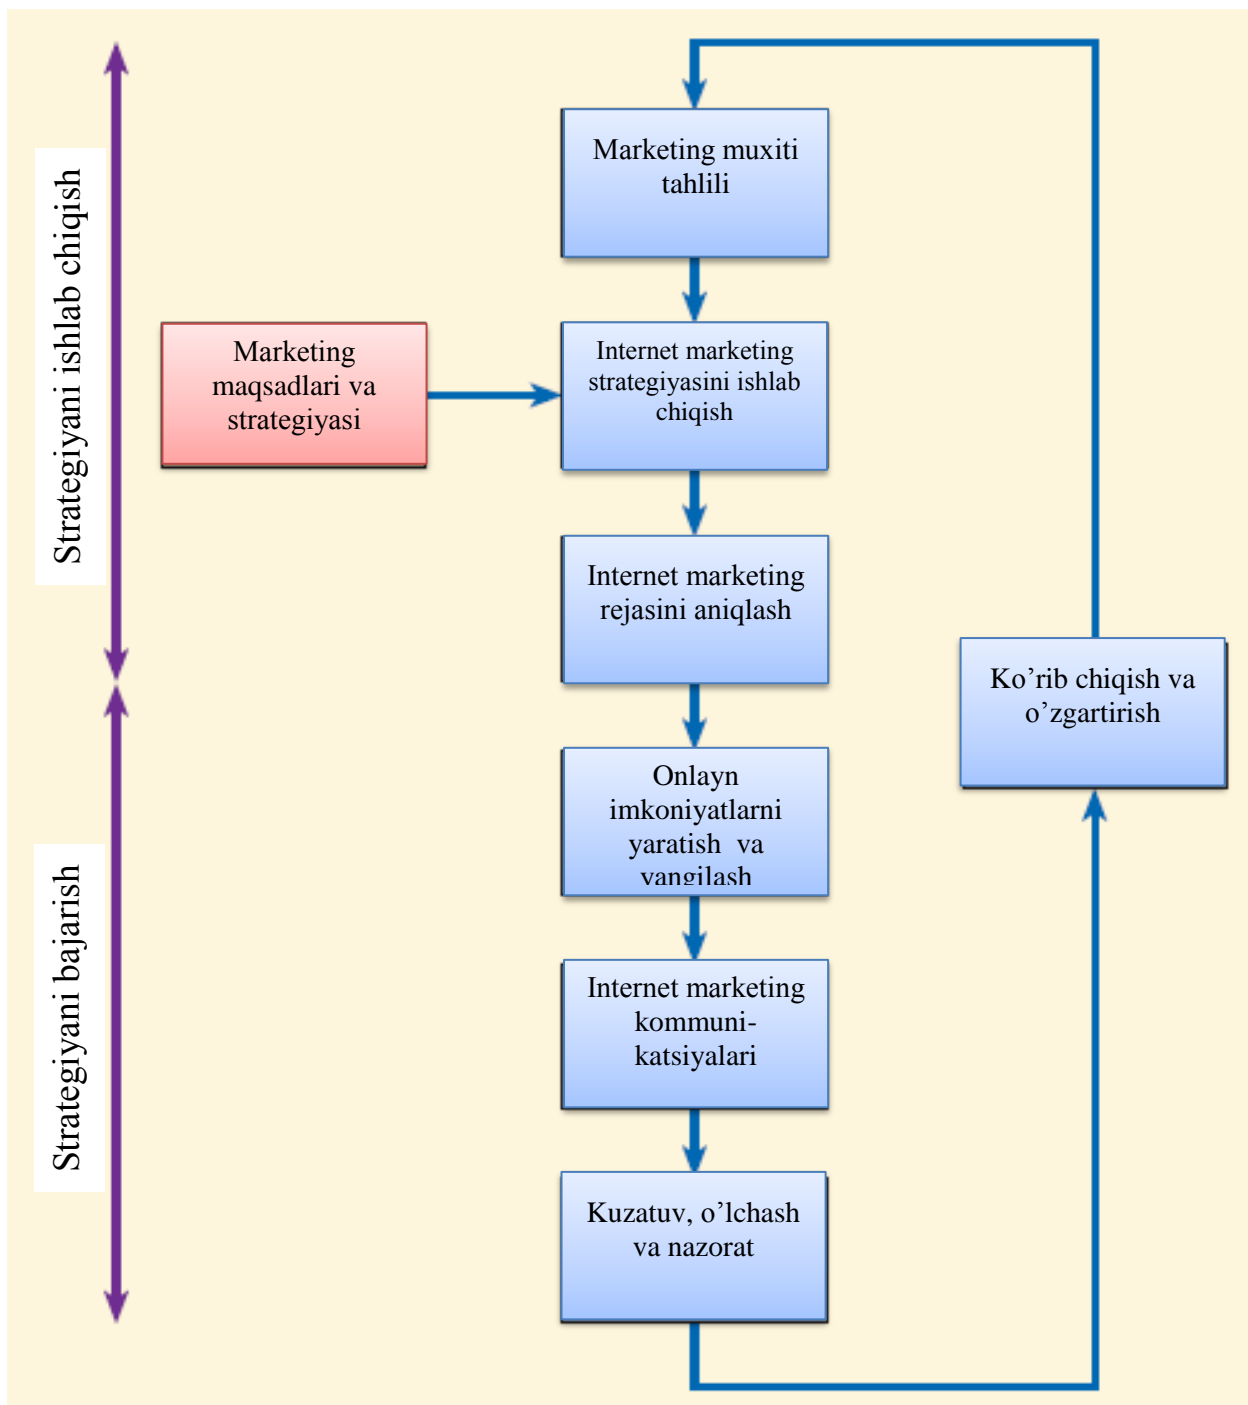 Strategiyani ishlab chiqish
Marketing muxiti
tahlili
Marketing
maqsadlari va
strategiyasi
Internet marketing
strategiyasini ishlab
chiqish
Internet marketing
rejasini aniqlash
Ko’rib chiqish va
o’zgartirish
Strategiyani bajarish
Onlayn
imkoniyatlarni
yaratish va
yangilash
Internet marketing
kommuni-
katsiyalari
Kuzatuv, o’lchash
va nazorat